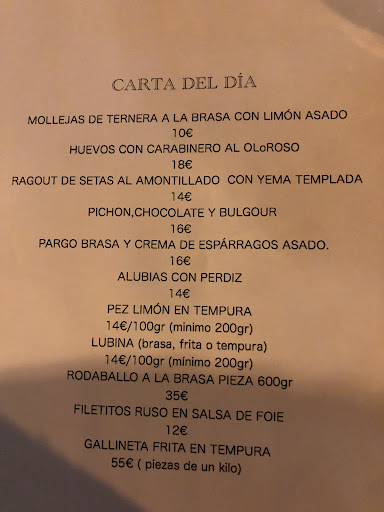 CARTA DEL DÍA
MOLLEJAS DE TERNERA A LA BRASA CON LIMÓN ASADO
10€
HUEVOS CON CARABINERO AL OLoROSO
18€
RAGOUT DE SETAS AL AMONTILLADO CON YEMA TEMPLADA
14€
PICHON,CHOCOLATE Y BULGOUR
16€
PARGO BRASA Y CREMA DE ESPÁRRAGOS ASADO.
16€
ALUBIAS CON PERDIZ
14€
PEZ LIMÓN EN TEMPURA
14€/100gr (minimo 200gr)
LUBINA (brasa, frita o tempura)
14€/100gr (mínimo 200gr)
RODABALLO A LA BRASA PIEZA 600gr
35€
FILETITOS RUSO EN SALSA DE FOIE
12€
GALLINETA FRITA EN TEMPURA
55€ ( piezas de un kilo)